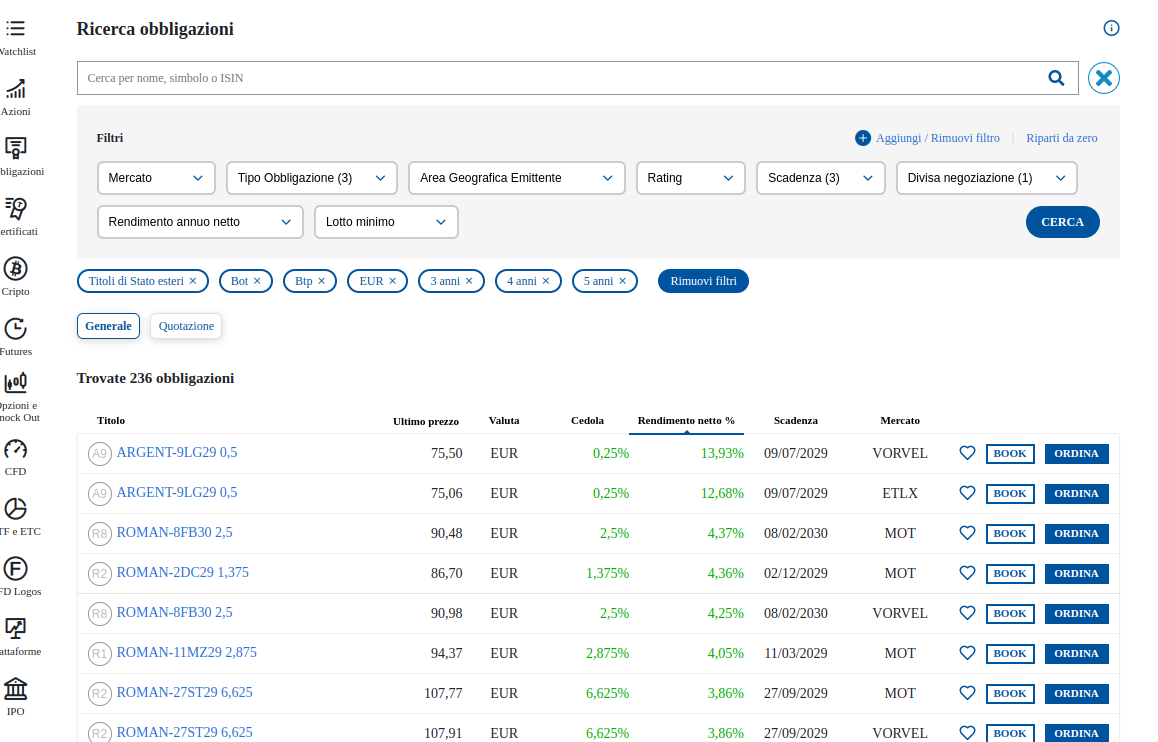 Ricerca obbligazioni
Watchlist
Azioni
Obbligazioni
Certificati
Cripto
Futures
Opzioni e
Knock Out
CFD
ETF e ETC
CFD Logos
Piattaforme
IPO
Cerca per nome, simbolo o ISIN
Filtri
Aggiungi / Rimuovi filtro | Riparti da zero
Mercato Tipo Obbligazione (3) Area Geografica Emittente Rating Scadenza (3) Divisa negoziazione (1)
Rendimento annuo netto Lotto minimo CERCA
Titoli di Stato esteri × Bot × Btp × EUR × 3 anni × 4 anni × 5 anni × Rimuovi filtri
Generale Quotazione
Trovate 236 obbligazioni
Titolo Ultimo prezzo Valuta Cedola Rendimento netto % Scadenza Mercato
A9 ARGENT-9LG29 0,5 75,50 EUR 0,25% 13,93% 09/07/2029 VORVEL BOOK ORDINA
A9 ARGENT-9LG29 0,5 75,06 EUR 0,25% 12,68% 09/07/2029 ETLX BOOK ORDINA
R8 ROMAN-8FB30 2,5 90,48 EUR 2,5% 4,37% 08/02/2030 MOT BOOK ORDINA
R2 ROMAN-2DC29 1,375 86,70 EUR 1,375% 4,36% 02/12/2029 MOT BOOK ORDINA
R8 ROMAN-8FB30 2,5 90,98 EUR 2,5% 4,25% 08/02/2030 VORVEL BOOK ORDINA
R1 ROMAN-11MZ29 2,875 94,37 EUR 2,875% 4,05% 11/03/2029 MOT BOOK ORDINA
R2 ROMAN-27ST29 6,625 107,77 EUR 6,625% 3,86% 27/09/2029 MOT BOOK ORDINA
R2 ROMAN-27ST29 6,625 107,91 EUR 6,625% 3,86% 27/09/2029 VORVEL BOOK ORDINA